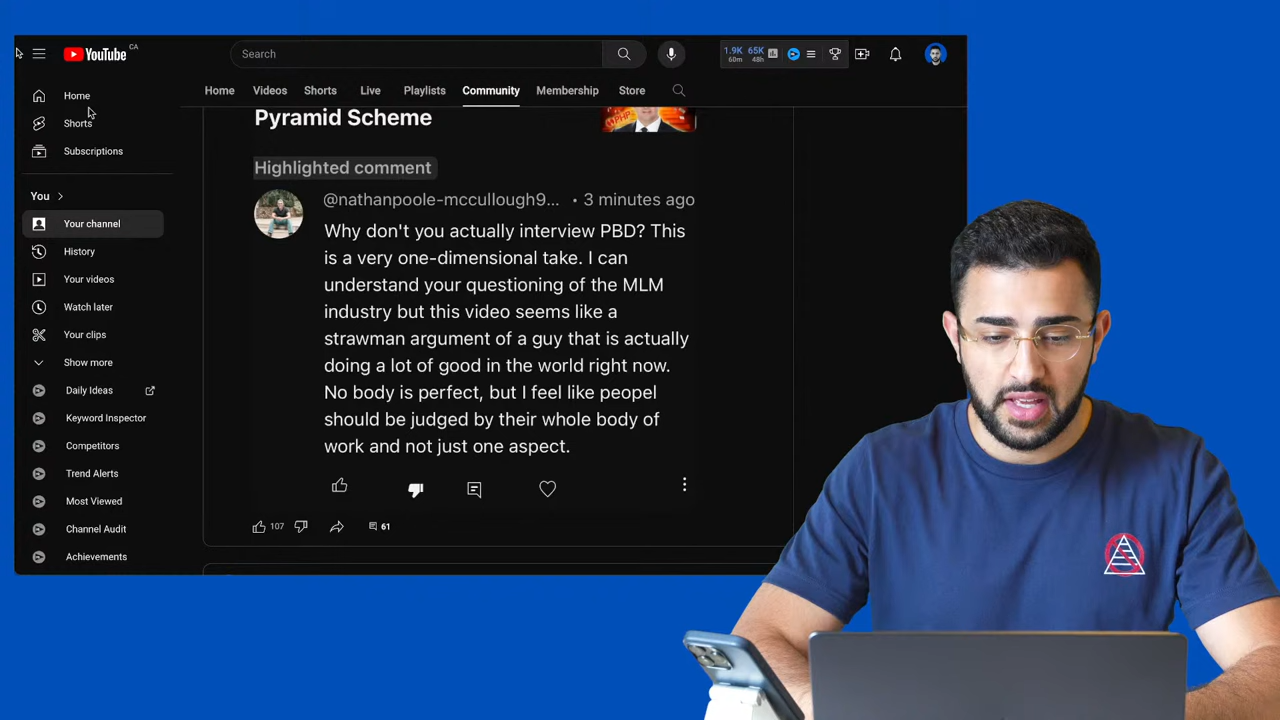 YouTube
CA
Search
1.9K
60m
65K
48h
Home
Shorts
Subscriptions
You
Your channel
History
Your videos
Watch later
Your clips
Show more
Daily Ideas
Keyword Inspector
Competitors
Trend Alerts
Most Viewed
Channel Audit
Achievements
Home
Videos
Shorts
Live
Playlists
Community
Membership
Store
PHP
Pyramid Scheme
Highlighted comment
@nathanpoole-mccullough9... • 3 minutes ago
Why don't you actually interview PBD? This
is a very one-dimensional take. I can
understand your questioning of the MLM
industry but this video seems like a
strawman argument of a guy that is actually
doing a lot of good in the world right now.
No body is perfect, but I feel like peopel
should be judged by their whole body of
work and not just one aspect.
107
61